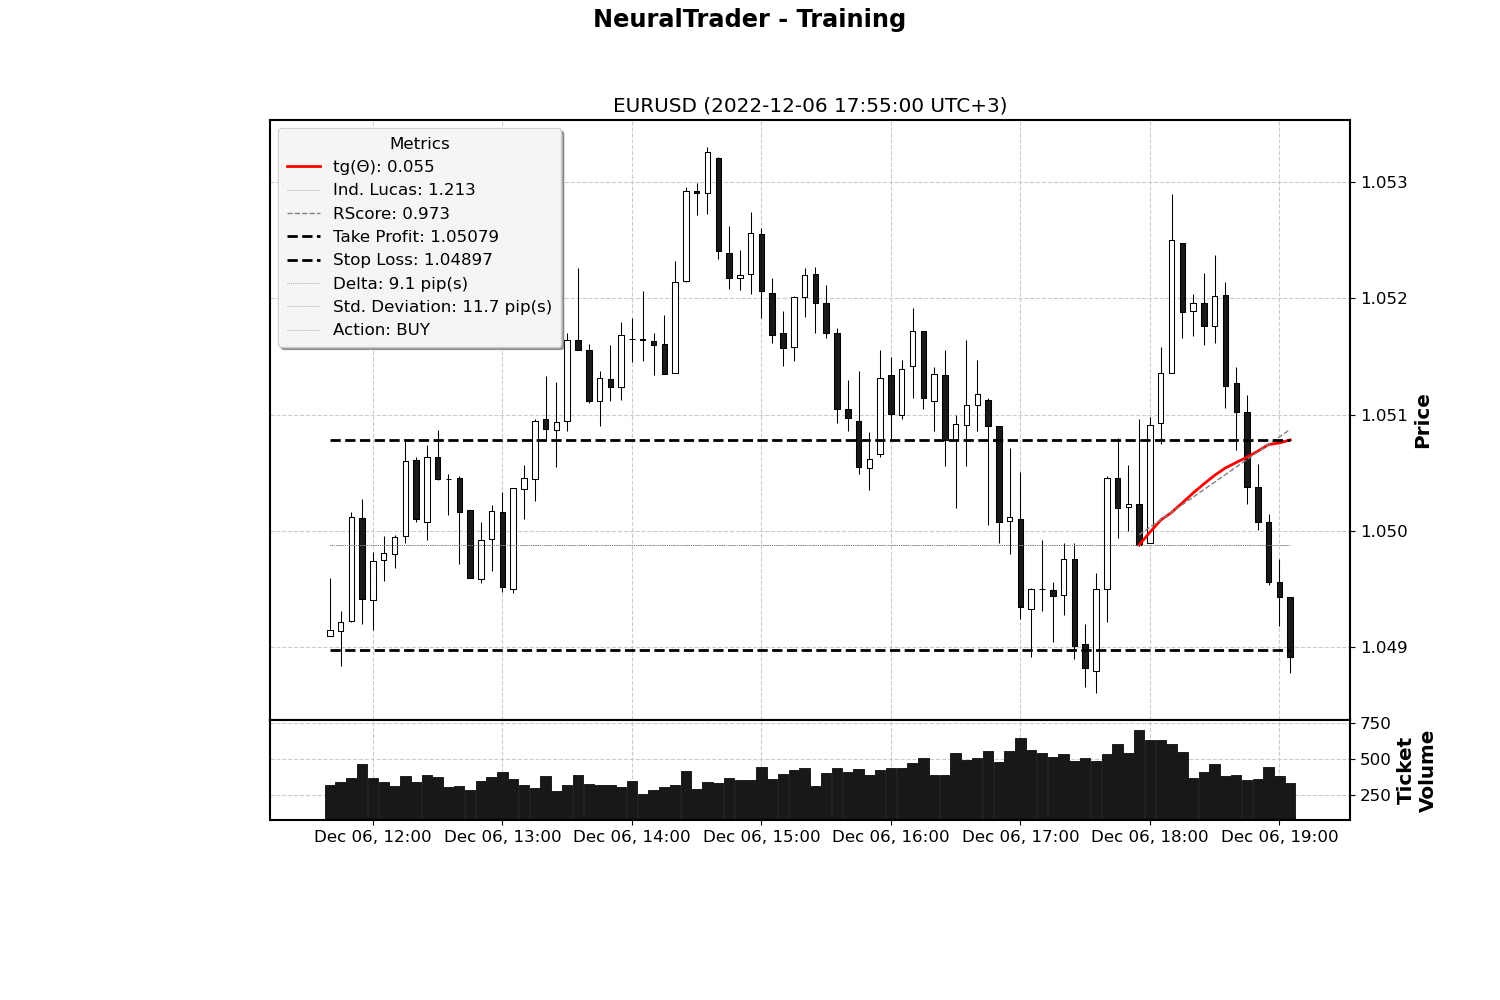 NeuralTrader - Training
EURUSD (2022-12-06 17:55:00 UTC+3)
Metrics
tg(Θ): 0.055
Ind. Lucas: 1.213
RScore: 0.973
Take Profit: 1.05079
Stop Loss: 1.04897
Delta: 9.1 pip(s)
Std. Deviation: 11.7 pip(s)
Action: BUY
1.053
1.052
1.051
1.050
1.049
Price
750
500
250
Ticket
Volume
Dec 06, 12:00
Dec 06, 13:00
Dec 06, 14:00
Dec 06, 15:00
Dec 06, 16:00
Dec 06, 17:00
Dec 06, 18:00
Dec 06, 19:00